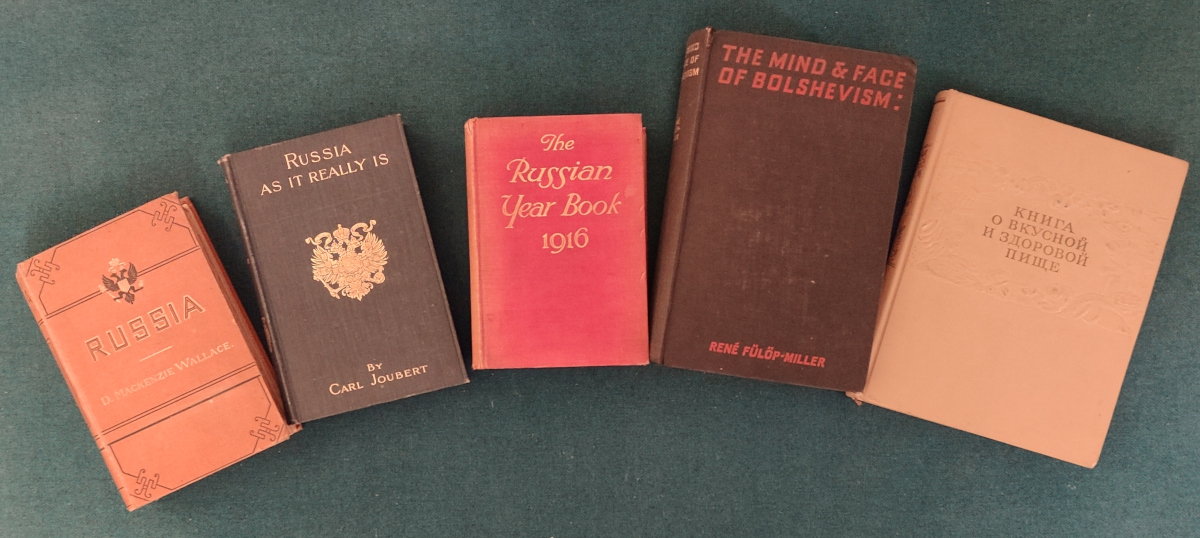 RUSSIA
D. MACKENZIE WALLACE.
RUSSIA
AS IT REALLY IS
BY
CARL JOUBERT
The
Russian
Year Book
1916
THE MIND & FACE
OF BOLSHEVISM:
RENÉ FÜLÖP-MILLER
КНИГА
О ВКУСНОЙ
И ЗДОРОВОЙ
ПИЩЕ